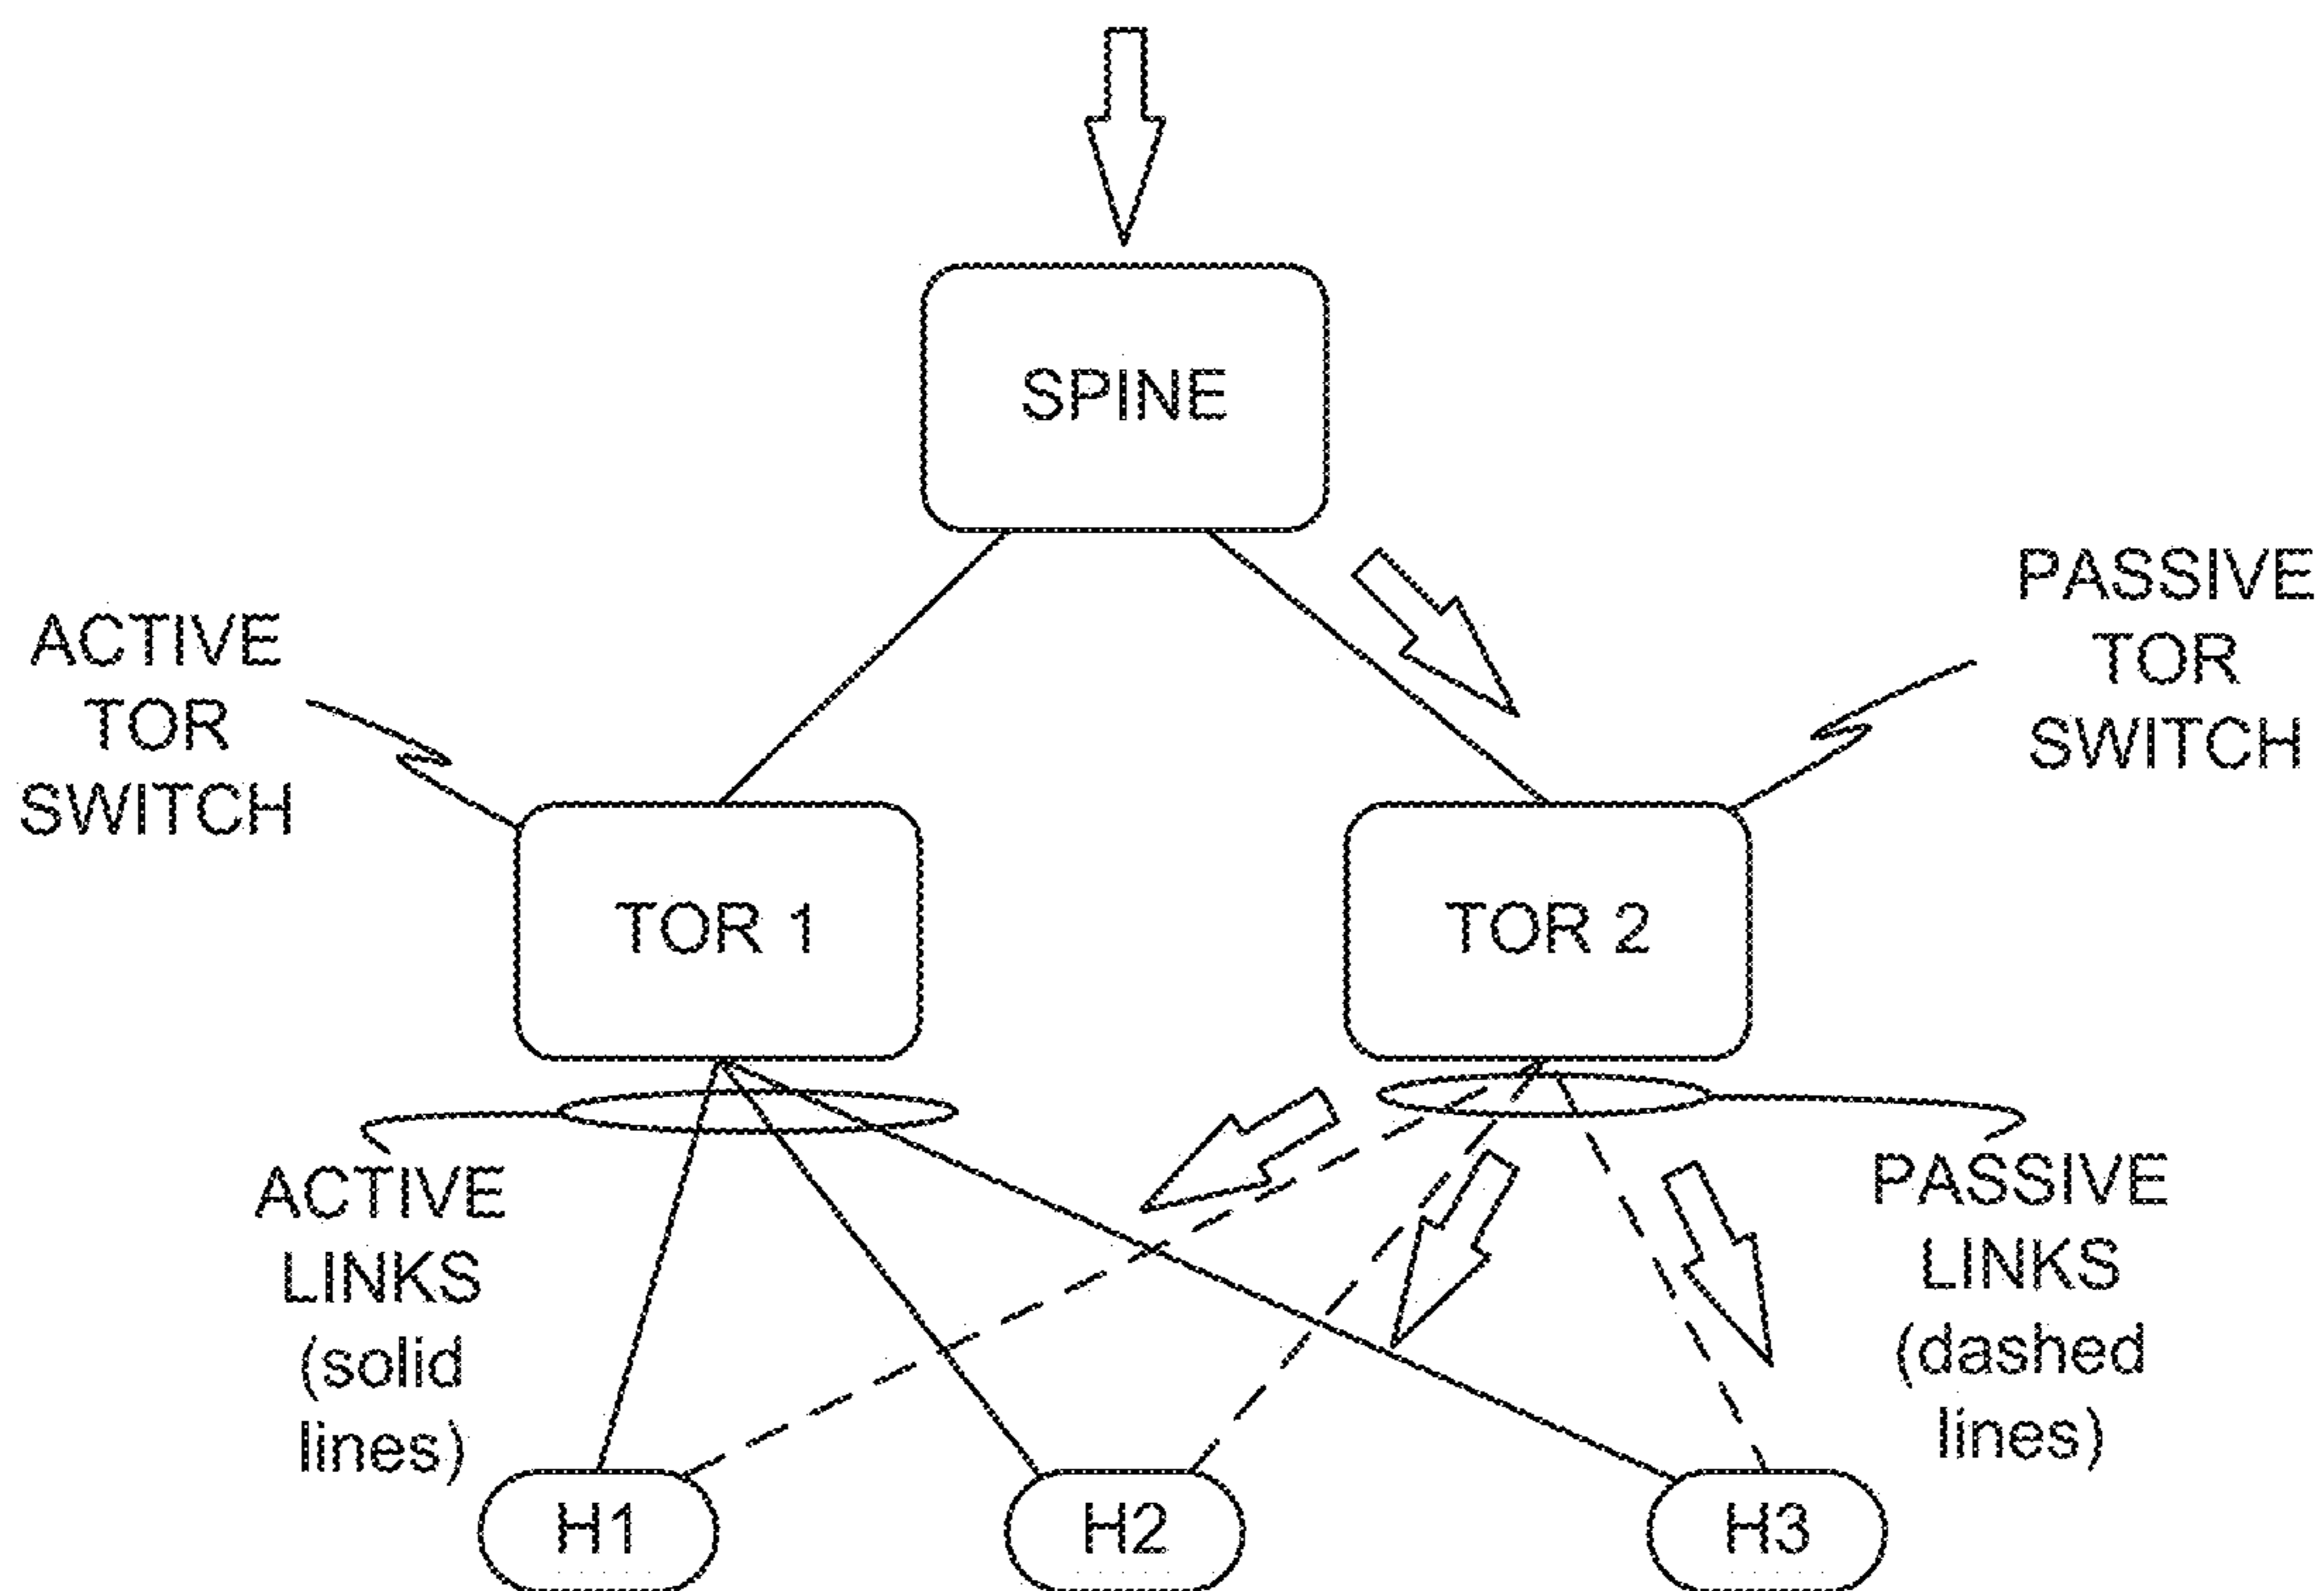 SPINE
ACTIVE
TOR
SWITCH
PASSIVE
TOR
SWITCH
TOR 1
TOR 2
ACTIVE
LINKS
(solid
lines)
PASSIVE
LINKS
(dashed
lines)
H1
H2
H3